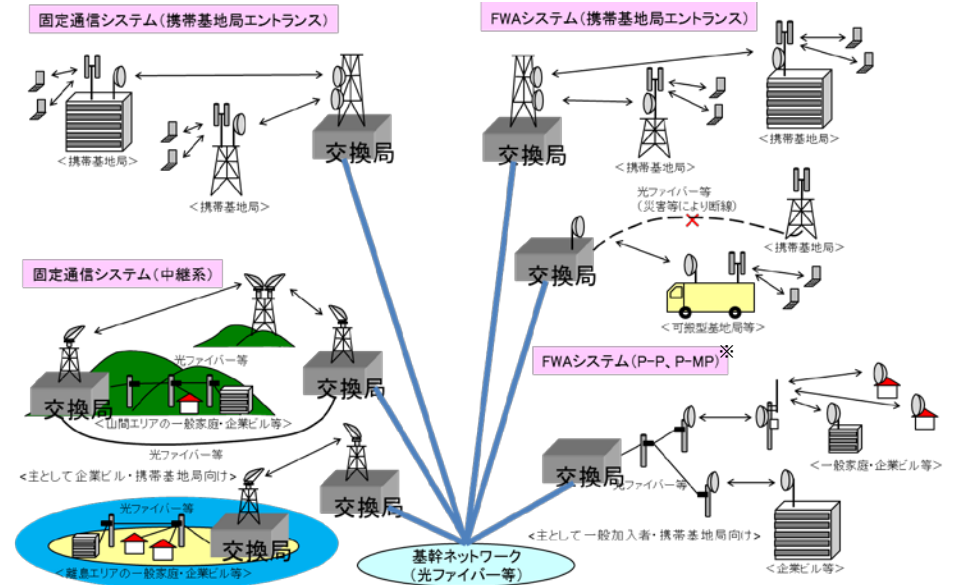 固定通信システム(携帯基地局エントランス)
交換局
<携帯基地局>
<携帯基地局>
FWAシステム(携帯基地局エントランス)
交換局
<携帯基地局>
<携帯基地局>
光ファイバー等
(災害等により断線)
×
<携帯基地局>
交換局
<可搬型基地局等>
固定通信システム(中継系)
光ファイバー等
交換局
交換局
<山間エリアの一般家庭・企業ビル等>
光ファイバー等
<主として企業ビル・携帯基地局向け>
交換局
光ファイバー等
交換局
<離島エリアの一般家庭・企業ビル等>
FWAシステム(P-P、P-MP)※
交換局
光ファイバー等
<一般家庭・企業ビル等>
<主として一般加入者・携帯基地局向け>
<企業ビル等>
基幹ネットワーク
(光ファイバー等)